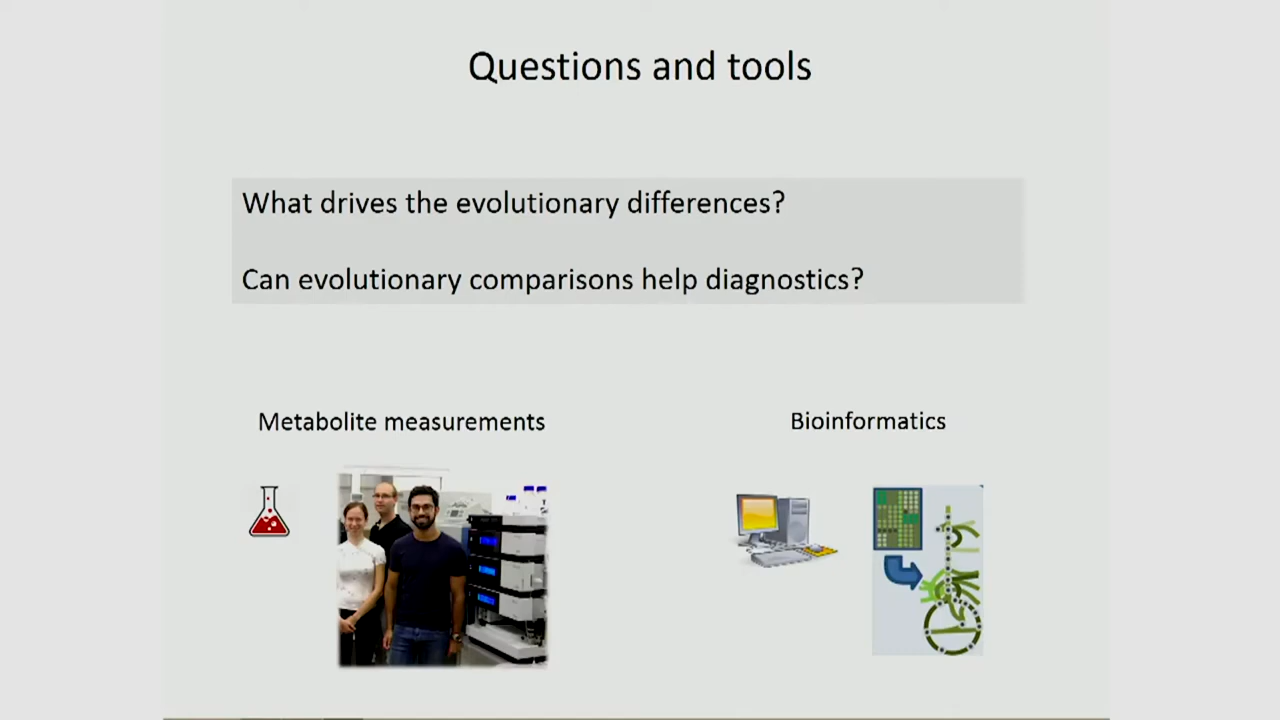 Questions and tools
What drives the evolutionary differences?
Can evolutionary comparisons help diagnostics?
Metabolite measurements
Bioinformatics